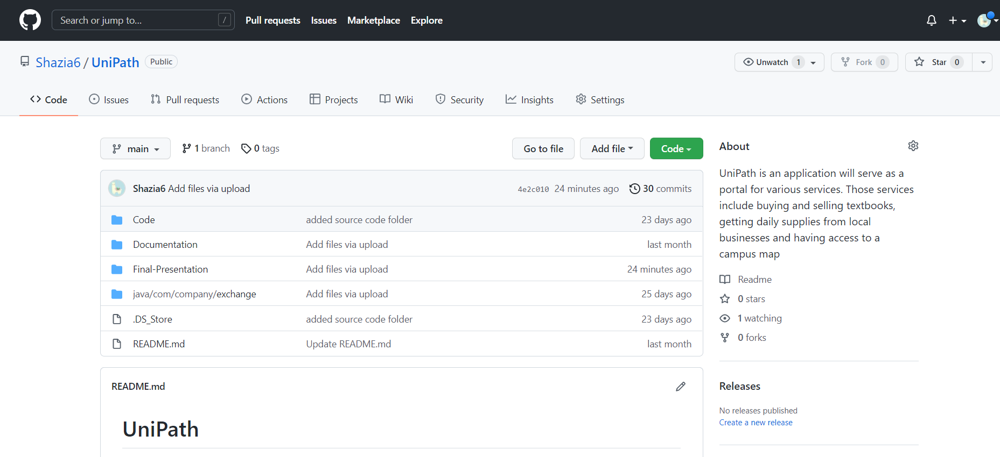 Search or jump to... /
Pull requests Issues Marketplace Explore
Shazia6 / UniPath Public
Unwatch 1 Fork 0 Star 0
Code Issues Pull requests Actions Projects Wiki Security Insights Settings
main 1 branch 0 tags Go to file Add file Code
Shazia6 Add files via upload 4e2c010 24 minutes ago 30 commits
Code added source code folder 23 days ago
Documentation Add files via upload last month
Final-Presentation Add files via upload 24 minutes ago
java/com/company/exchange Add files via upload 25 days ago
.DS_Store added source code folder 23 days ago
README.md Update README.md last month
README.md
UniPath
About
UniPath is an application will serve as a
portal for various services. Those services
include buying and selling textbooks,
getting daily supplies from local
businesses and having access to a
campus map
Readme
0 stars
1 watching
0 forks
Releases
No releases published
Create a new release